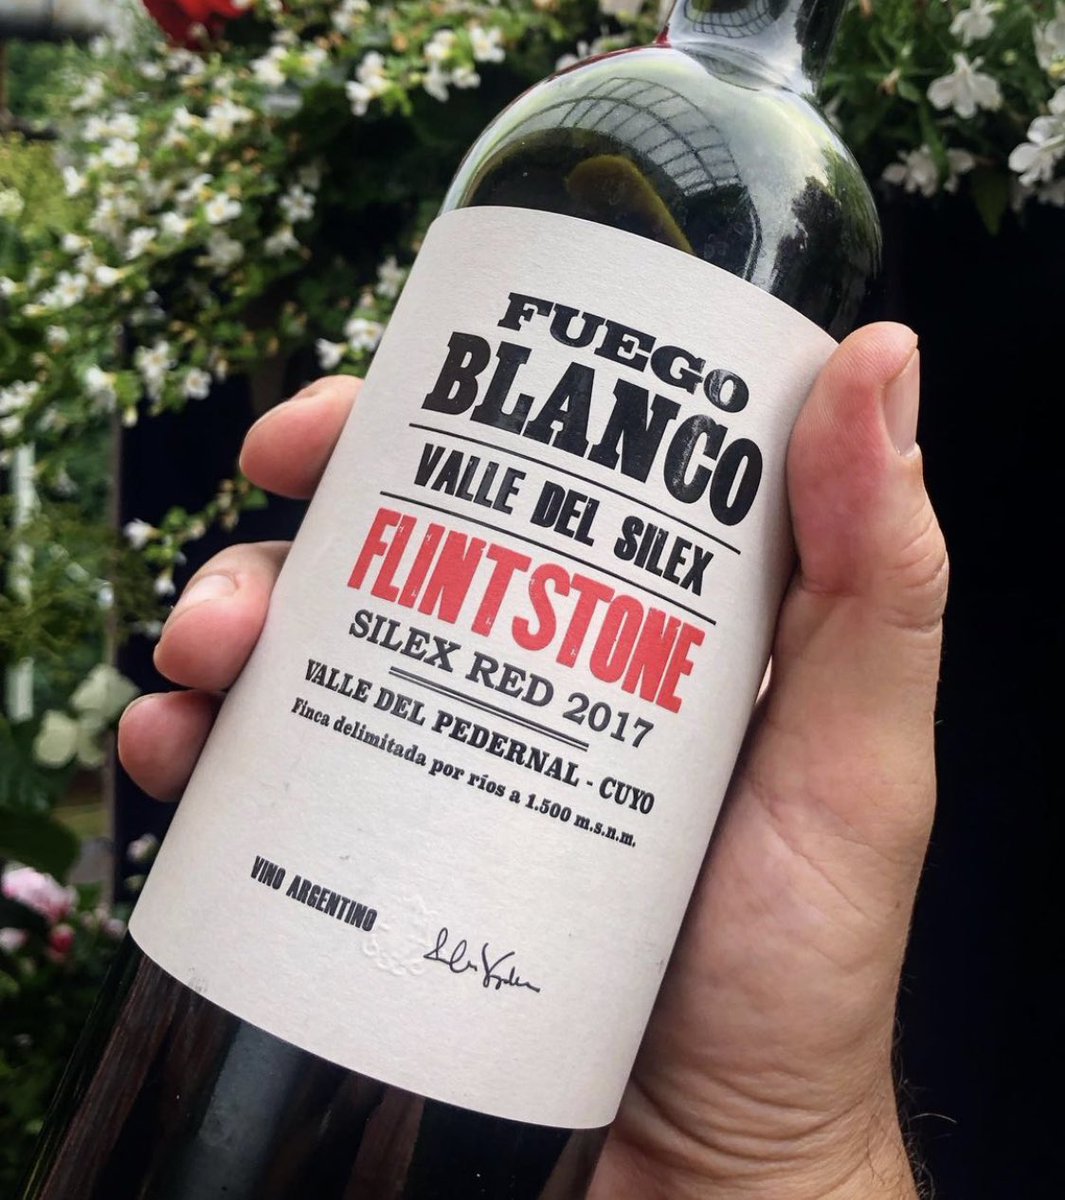 FUEGO
BLANCO
VALLE DEL SILEX
FLINTSTONE
SILEX RED 2017
VALLE DEL PEDERNAL - CUYO
Finca delimitada por ríos a 1.500 m.s.n.m.
VINO ARGENTINO